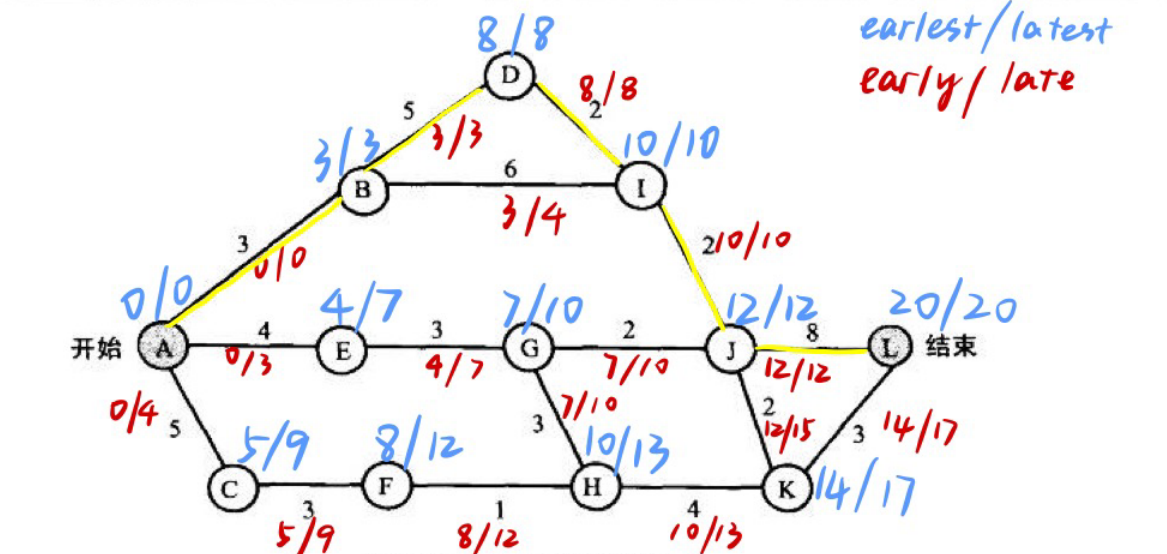 earlest/latest
early/late
8/8
D
5
3/3
8/8
2
3/3
B
6
3/4
10/10
I
3
0/0
2
10/10
0/0
开始
A
4
0/3
4/7
E
3
4/7
7/10
G
2
7/10
12/12
J
8
12/12
20/20
L
结束
0/4
5
3
7/10
2
12/15
3
14/17
5/9
C
3
5/9
8/12
F
1
8/12
10/13
H
4
10/13
K
14/17